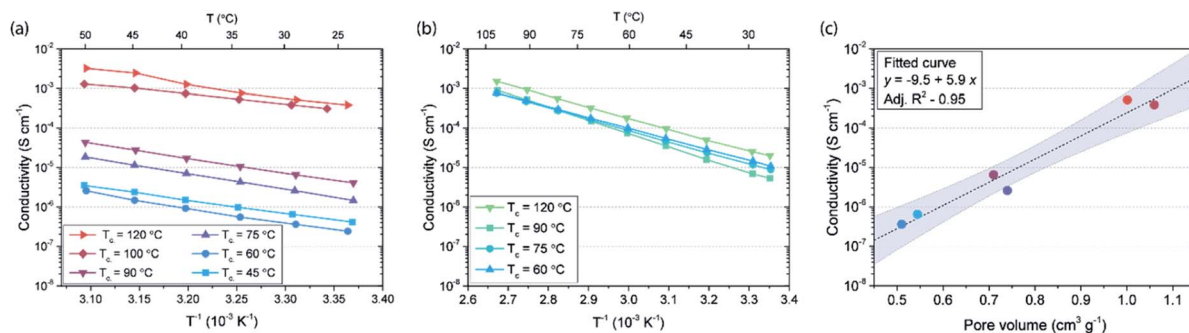 (a)
T (°C)
50 45 40 35 30 25
10⁻²
10⁻³
10⁻⁴
10⁻⁵
10⁻⁶
10⁻⁷
10⁻⁸
Conductivity (S cm⁻¹)
T꜀. = 120 °C T꜀. = 75 °C
T꜀. = 100 °C T꜀. = 60 °C
T꜀. = 90 °C T꜀. = 45 °C
3.10 3.15 3.20 3.25 3.30 3.35 3.40
T⁻¹ (10⁻³ K⁻¹)
(b)
T (°C)
105 90 75 60 45 30
10⁻²
10⁻³
10⁻⁴
10⁻⁵
10⁻⁶
10⁻⁷
10⁻⁸
Conductivity (S cm⁻¹)
T꜀ = 120 °C
T꜀ = 90 °C
T꜀ = 75 °C
T꜀ = 60 °C
2.6 2.7 2.8 2.9 3.0 3.1 3.2 3.3 3.4
T⁻¹ (10⁻³ K⁻¹)
(c)
10⁻²
10⁻³
10⁻⁴
10⁻⁵
10⁻⁶
10⁻⁷
10⁻⁸
Conductivity (S cm⁻¹)
Fitted curve
y = -9.5 + 5.9 x
Adj. R² - 0.95
0.5 0.6 0.7 0.8 0.9 1.0 1.1
Pore volume (cm³ g⁻¹)